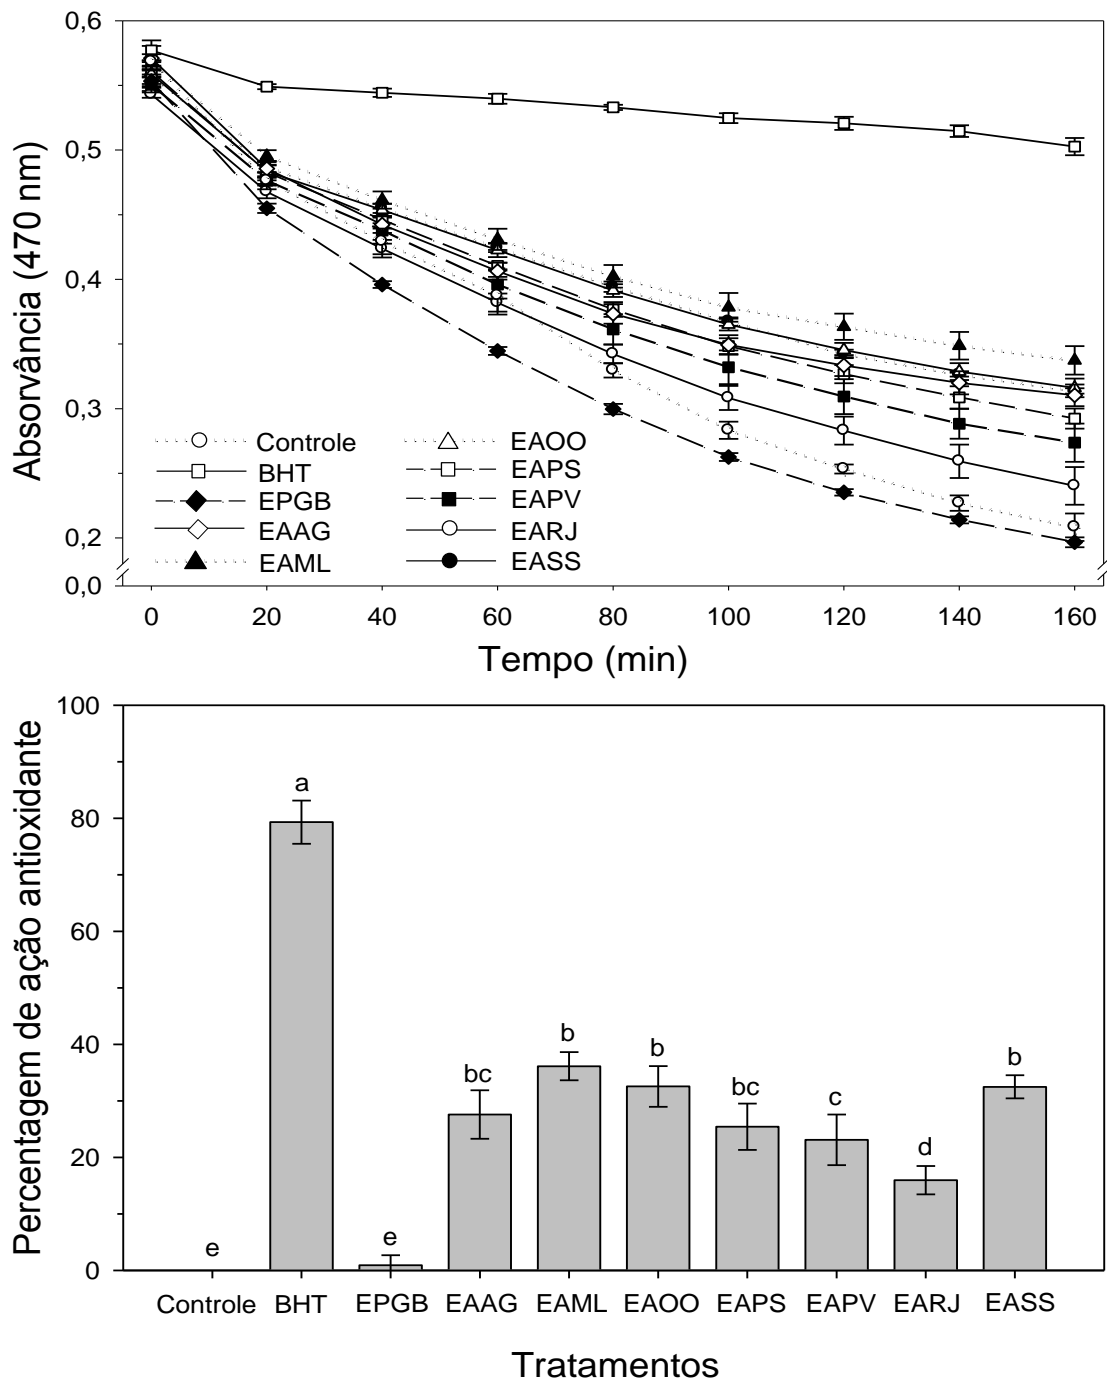 0,6
0,5
0,4
0,3
0,2
0,0
Absorvância (470 nm)
Controle
BHT
EPGB
EAAG
EAML
EAOO
EAPS
EAPV
EARJ
EASS
0 20 40 60 80 100 120 140 160
Tempo (min)
100
80
60
40
20
0
Percentagem de ação antioxidante
e a e bc b b bc c d b
Controle BHT EPGB EAAG EAML EAOO EAPS EAPV EARJ EASS
Tratamentos